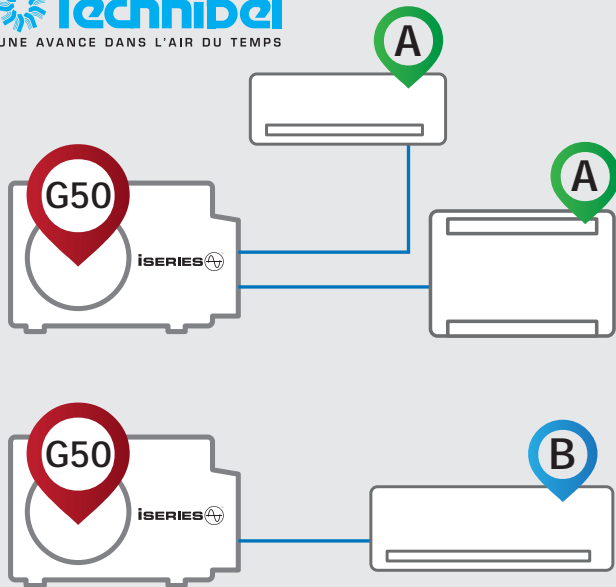 Technibel
UNE AVANCE DANS L'AIR DU TEMPS
A
G50
A
iSERIES
G50
B
iSERIES